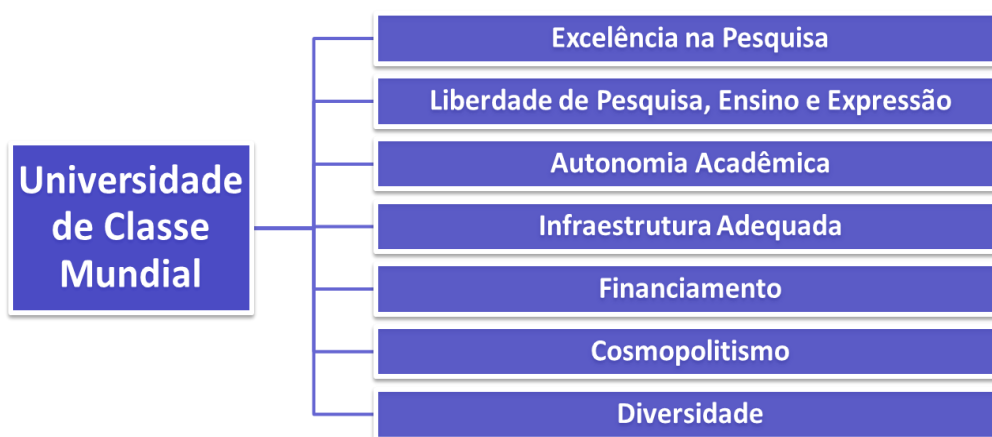 Universidade
de Classe
Mundial
Excelência na Pesquisa
Liberdade de Pesquisa, Ensino e Expressão
Autonomia Acadêmica
Infraestrutura Adequada
Financiamento
Cosmopolitismo
Diversidade